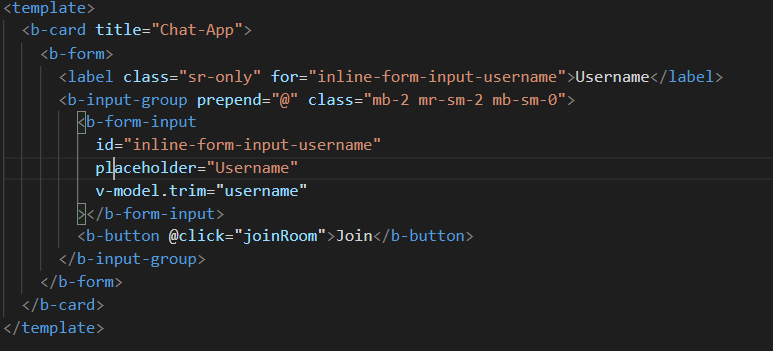 <template>
<b-card title="Chat-App">
<b-form>
<label class="sr-only" for="inline-form-input-username">Username</label>
<b-input-group prepend="@" class="mb-2 mr-sm-2 mb-sm-0">
<b-form-input
id="inline-form-input-username"
placeholder="Username"
v-model.trim="username"
></b-form-input>
<b-button @click="joinRoom">Join</b-button>
</b-input-group>
</b-form>
</b-card>
</template>